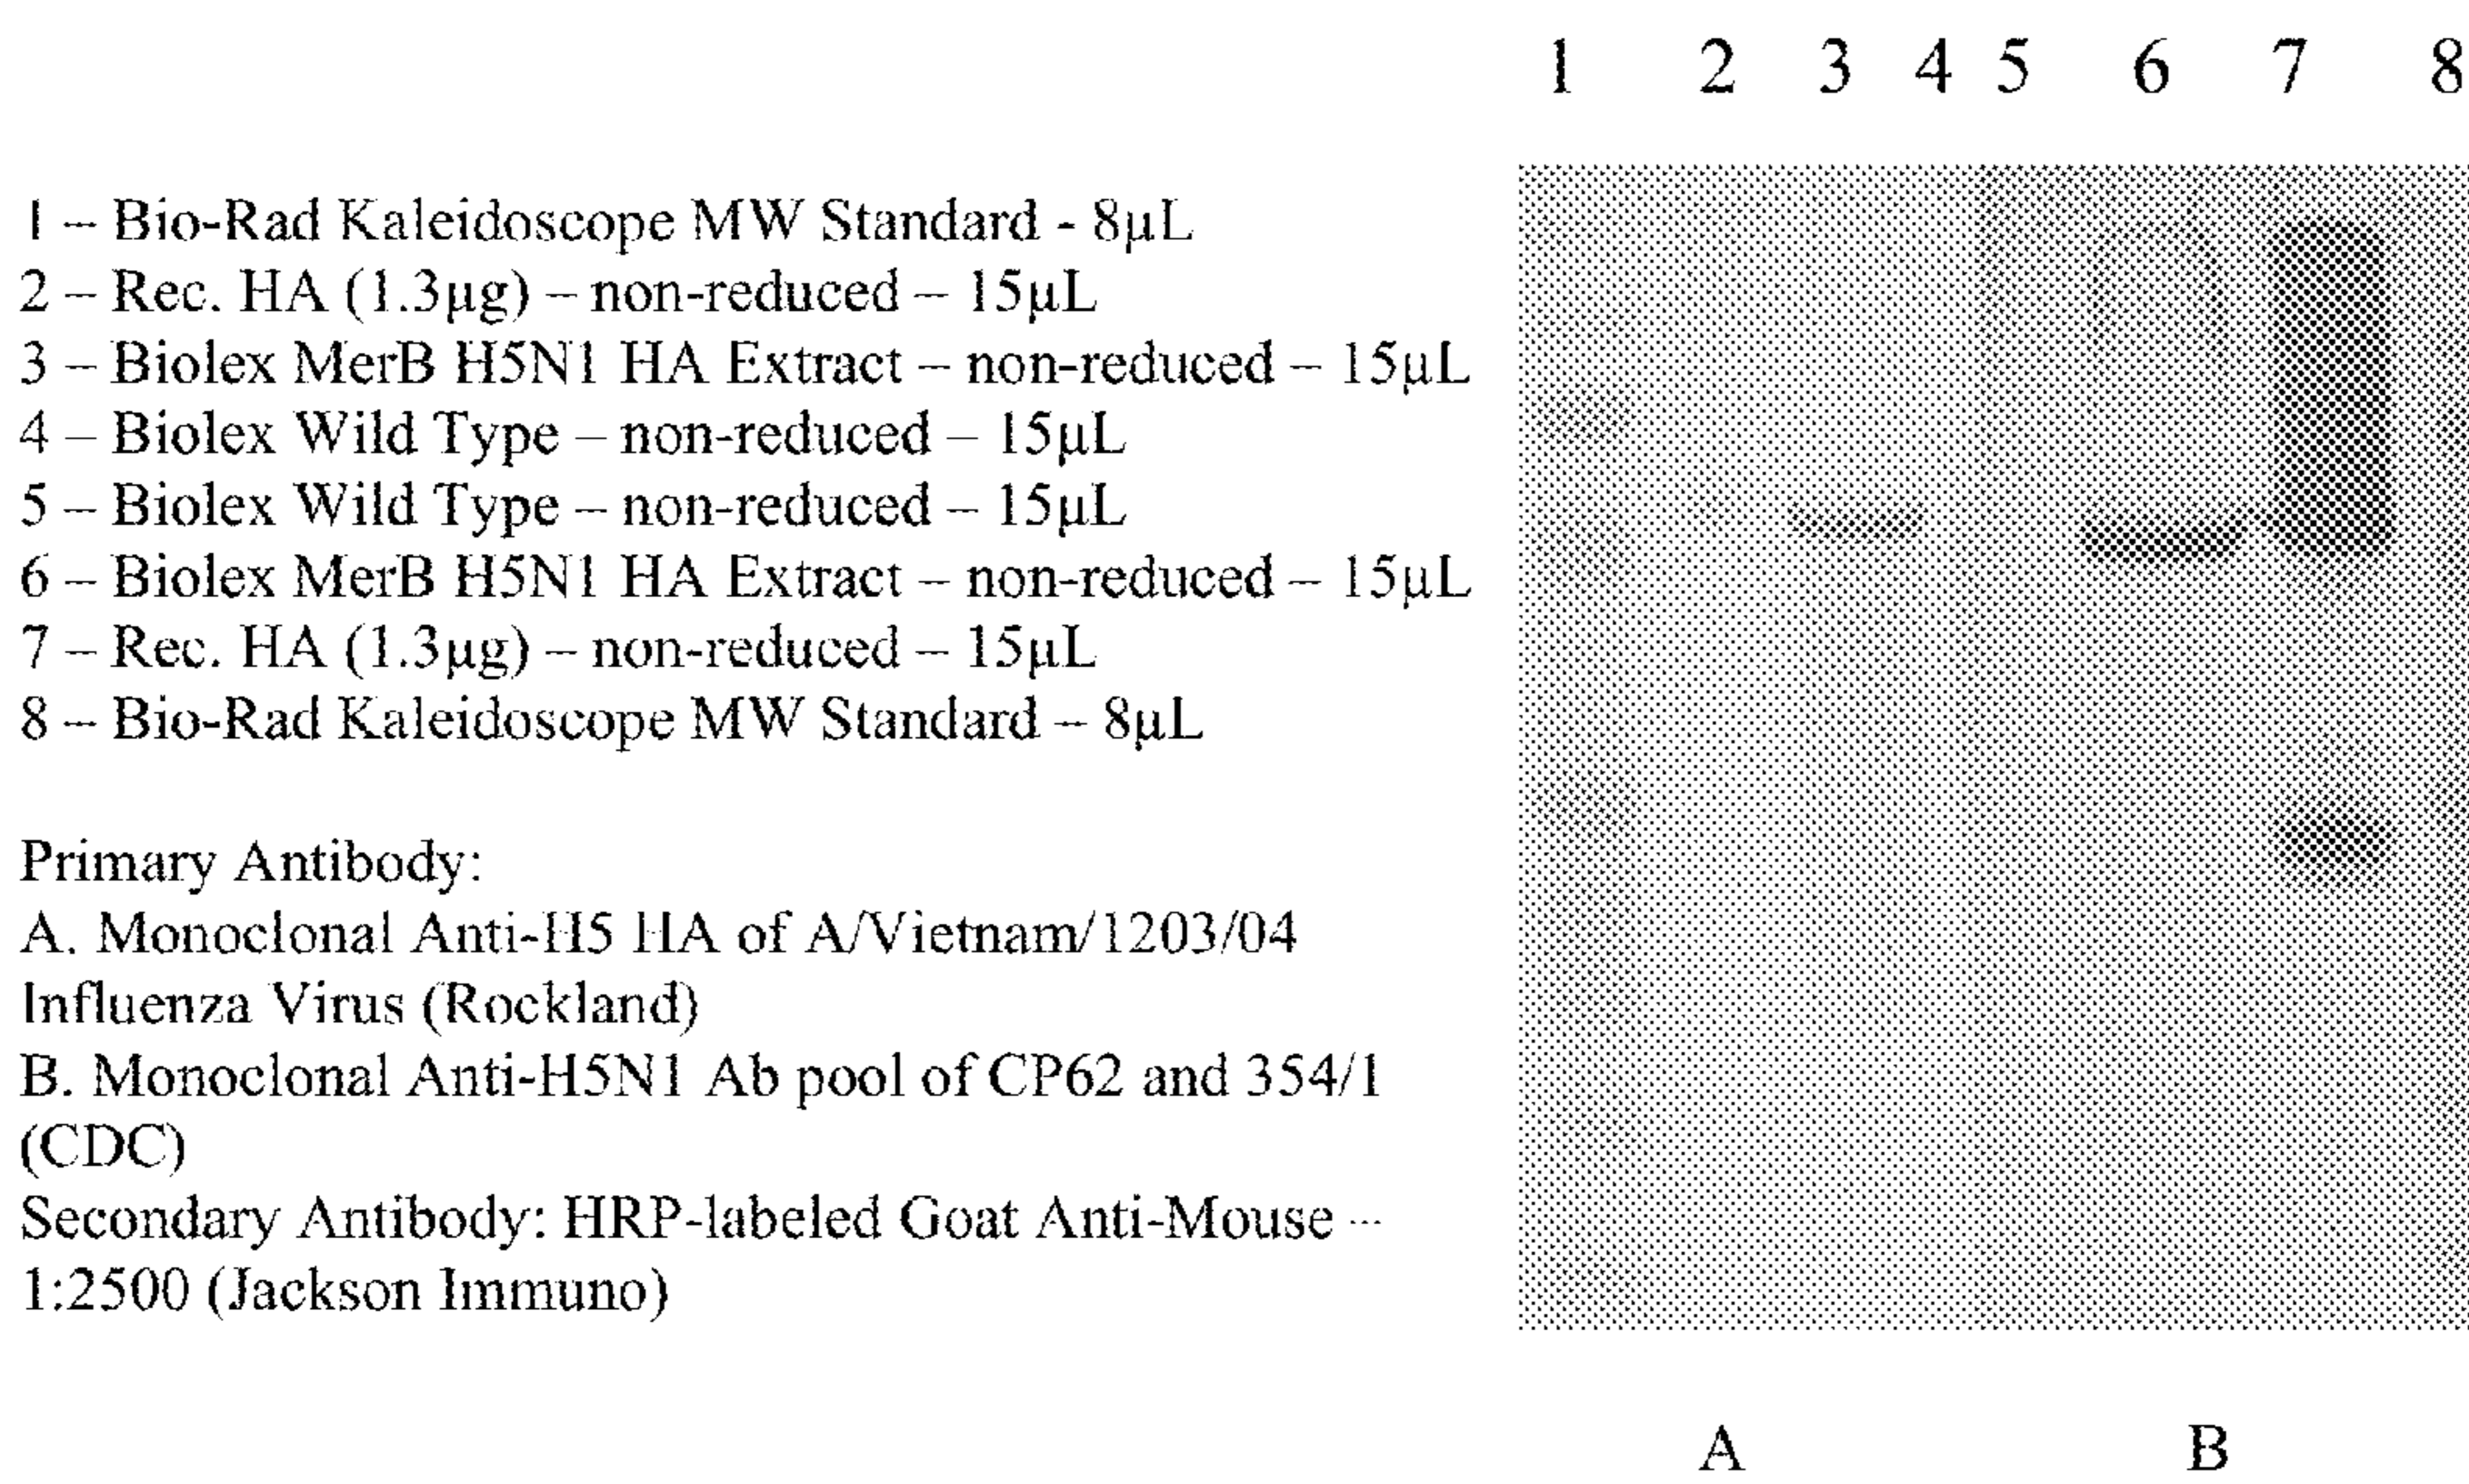 1 2 3 4 5 6 7 8
1 – Bio-Rad Kaleidoscope MW Standard - 8µL
2 – Rec. HA (1.3µg) – non-reduced – 15µL
3 – Biolex MerB H5N1 HA Extract – non-reduced – 15µL
4 – Biolex Wild Type – non-reduced – 15µL
5 – Biolex Wild Type – non-reduced – 15µL
6 – Biolex MerB H5N1 HA Extract – non-reduced – 15µL
7 – Rec. HA (1.3µg) – non-reduced – 15µL
8 – Bio-Rad Kaleidoscope MW Standard – 8µL
Primary Antibody:
A. Monoclonal Anti-H5 HA of A/Vietnam/1203/04
Influenza Virus (Rockland)
B. Monoclonal Anti-H5N1 Ab pool of CP62 and 354/1
(CDC)
Secondary Antibody: HRP-labeled Goat Anti-Mouse –
1:2500 (Jackson Immuno)
A B